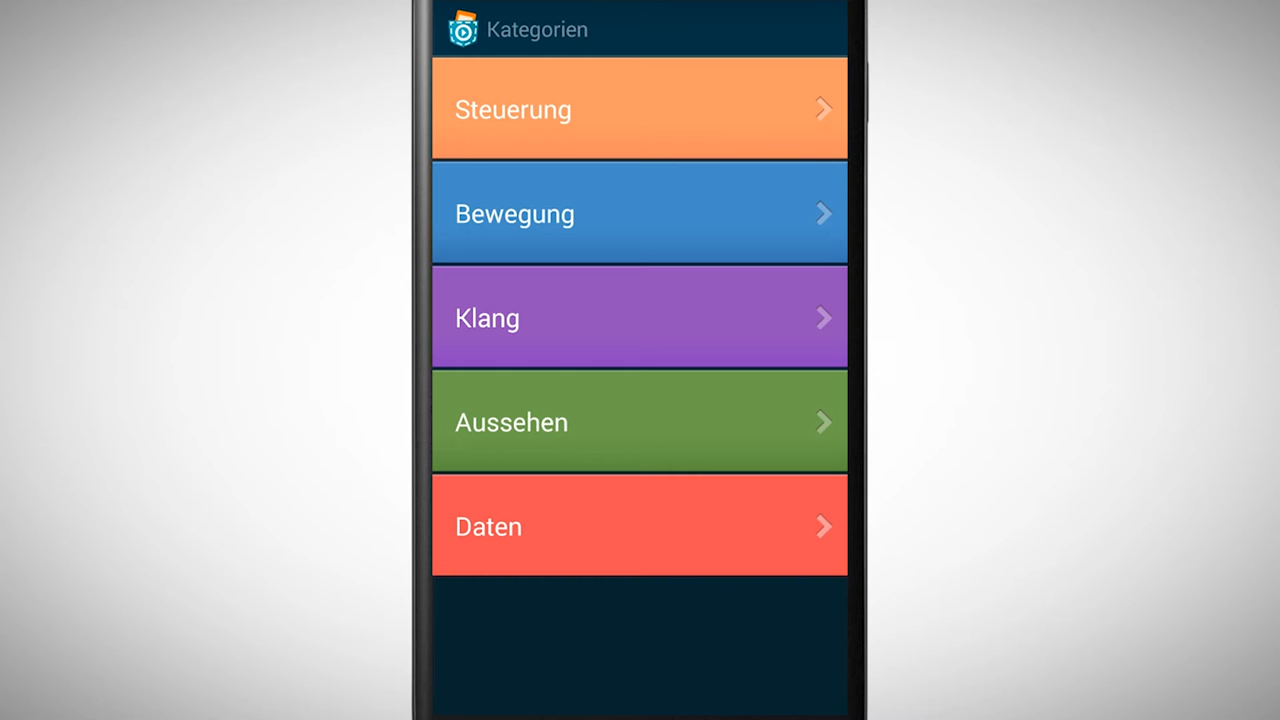 Kategorien
Steuerung
Bewegung
Klang
Aussehen
Daten